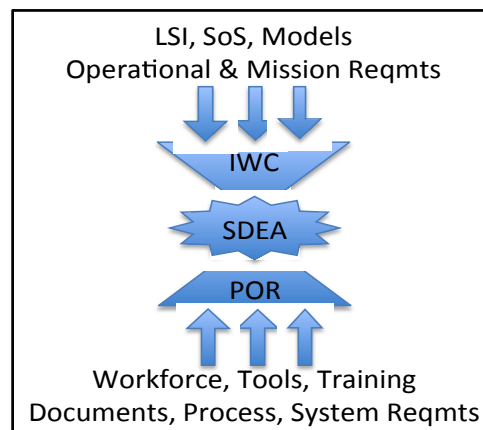 LSI, SoS, Models
Operational & Mission Reqmts
IWC
SDEA
POR
Workforce, Tools, Training
Documents, Process, System Reqmts